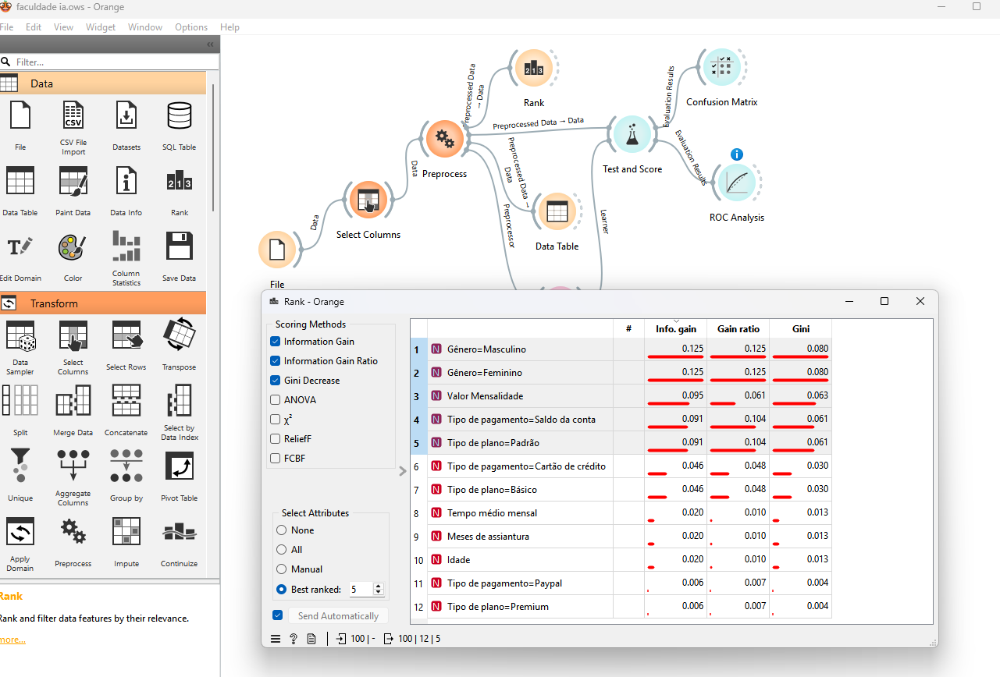 faculdade ia.ows - Orange
File Edit View Widget Window Options Help
Filter...
Data
File
CSV File Import
Datasets
SQL Table
Data Table
Paint Data
Data Info
Rank
Edit Domain
Color
Column Statistics
Save Data
Transform
Data Sampler
Select Columns
Select Rows
Transpose
Split
Merge Data
Concatenate
Select by Data Index
Unique
Aggregate Columns
Group by
Pivot Table
Apply Domain
Preprocess
Impute
Continuize
Rank
Rank and filter data features by their relevance.
more...
File
Data
Select Columns
Data
Preprocess
Preprocessed Data → Data
Rank
Preprocessed Data → Data
Preprocessed Data → Data
Data Table
Preprocessor
Learner
Test and Score
Evaluation Results
Confusion Matrix
Evaluation Results
ROC Analysis
Rank - Orange
Scoring Methods
Information Gain
Information Gain Ratio
Gini Decrease
ANOVA
χ²
ReliefF
FCBF
Select Attributes
None
All
Manual
Best ranked: 5
Send Automatically
# Info. gain Gain ratio Gini
1 N Gênero=Masculino 0.125 0.125 0.080
2 N Gênero=Feminino 0.125 0.125 0.080
3 N Valor Mensalidade 0.095 0.061 0.063
4 N Tipo de pagamento=Saldo da conta 0.091 0.104 0.061
5 N Tipo de plano=Padrão 0.091 0.104 0.061
6 N Tipo de pagamento=Cartão de crédito 0.046 0.048 0.030
7 N Tipo de plano=Básico 0.046 0.048 0.030
8 N Tempo médio mensal 0.020 0.010 0.013
9 N Meses de assiantura 0.020 0.010 0.013
10 N Idade 0.020 0.010 0.013
11 N Tipo de pagamento=Paypal 0.006 0.007 0.004
12 N Tipo de plano=Premium 0.006 0.007 0.004
100 | - 100 | 12 | 5